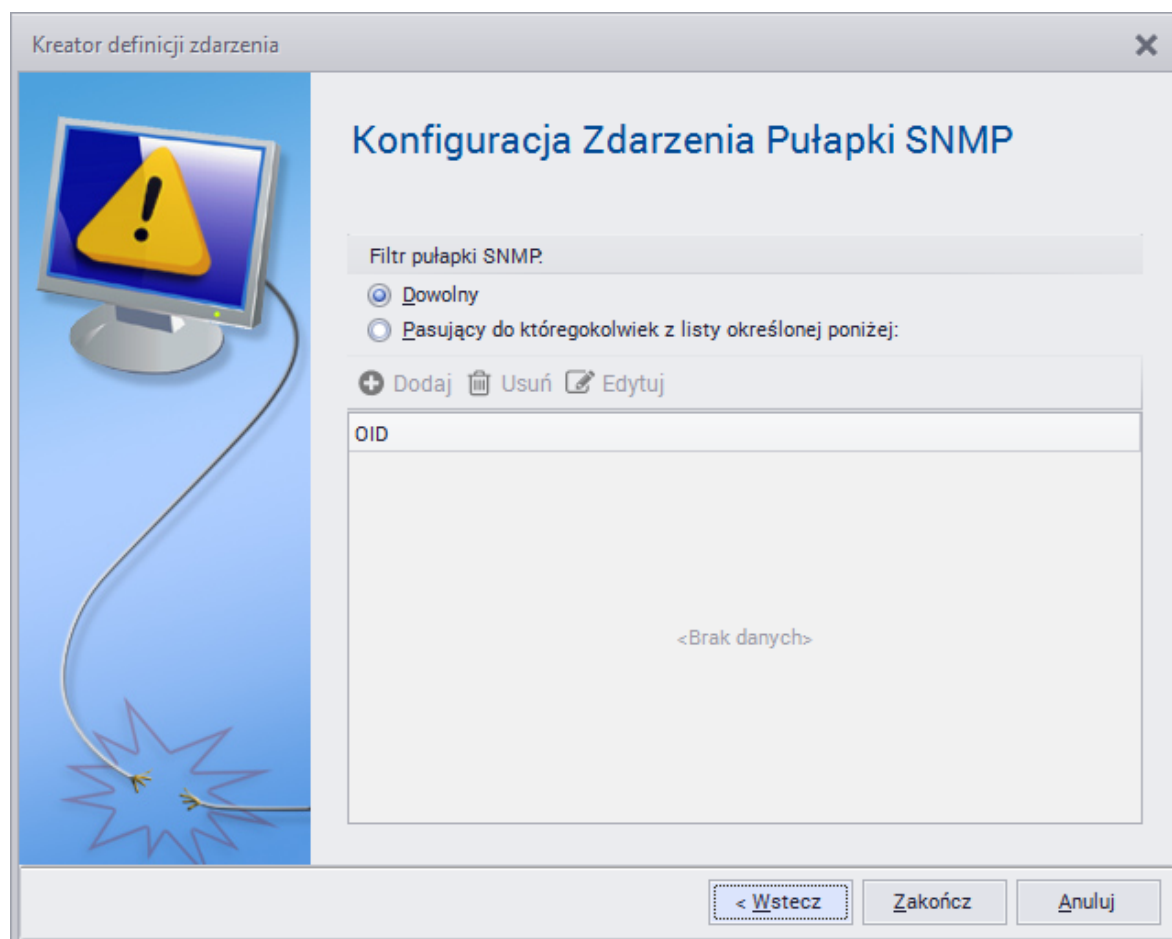 Kreator definicji zdarzenia
Konfiguracja Zdarzenia Pułapki SNMP
Filtr pułapki SNMP.
Dowolny
Pasujący do któregokolwiek z listy określonej poniżej:
Dodaj Usuń Edytuj
OID
<Brak danych>
< Wstecz Zakończ Anuluj